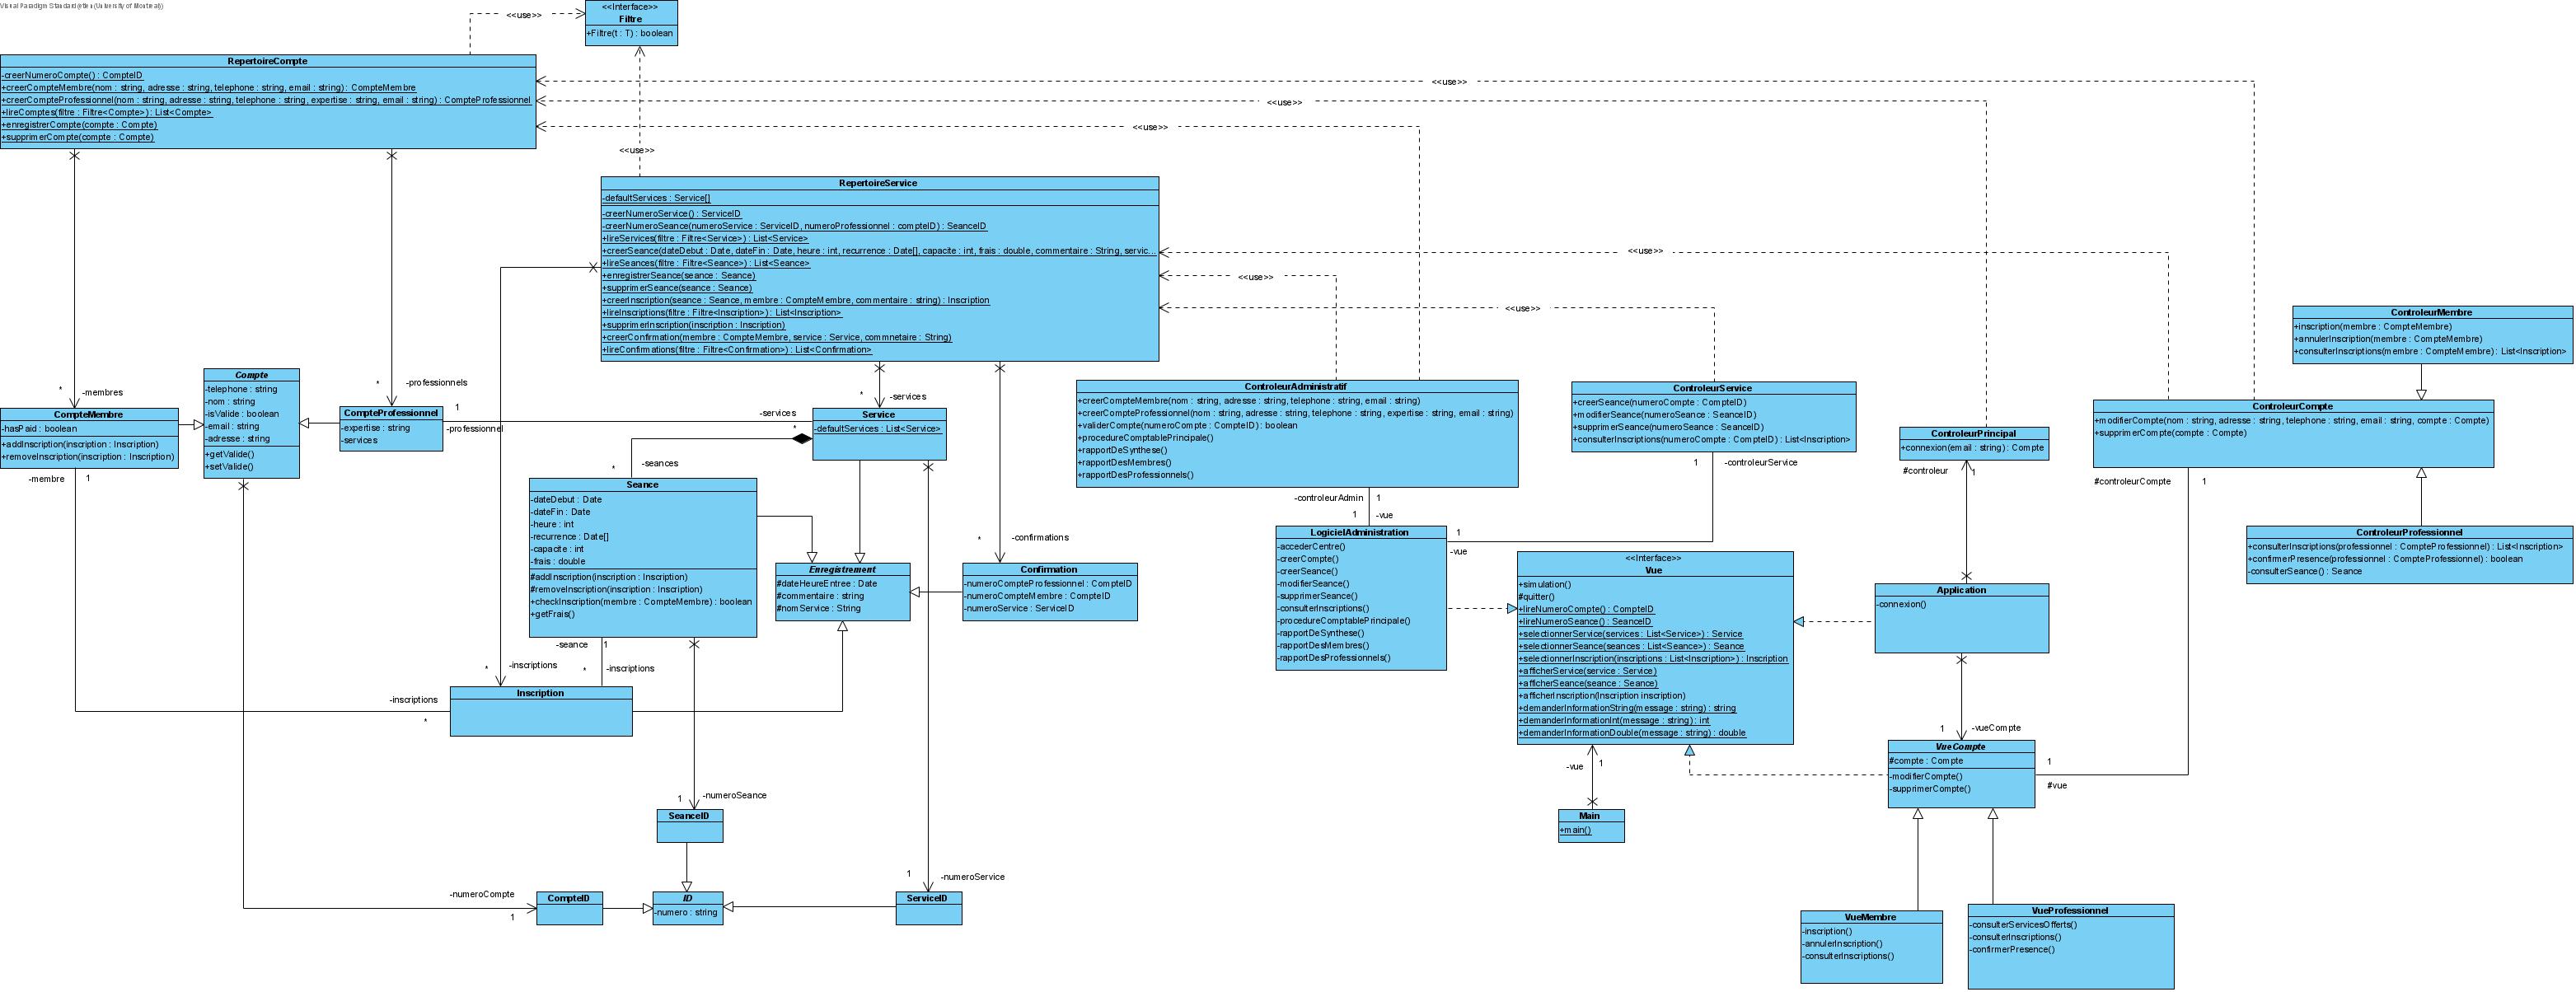 Visual Paradigm Standard(ellen(University of Montreal))
<<use>>
<<Interface>>
Filtre
+Filtre(t : T) : boolean
RepertoireCompte
-creerNumeroCompte() : CompteID
+creerCompteMembre(nom : string, adresse : string, telephone : string, email : string) : CompteMembre
+creerCompteProfessionnel(nom : string, adresse : string, telephone : string, expertise : string, email : string) : CompteProfessionnel
+lireComptes(filtre : Filtre<Compte>) : List<Compte>
+enregistrerCompte(compte : Compte)
+supprimerCompte(compte : Compte)
<<use>>
<<use>>
<<use>>
<<use>>
RepertoireService
-defaultServices : Service[]
-creerNumeroService() : ServiceID
-creerNumeroSeance(numeroService : ServiceID, numeroProfessionnel : compteID) : SeanceID
+lireServices(filtre : Filtre<Service>) : List<Service>
+creerSeance(dateDebut : Date, dateFin : Date, heure : int, recurrence : Date[], capacite : int, frais : double, commentaire : String, servic...
+lireSeances(filtre : Filtre<Seance>) : List<Seance>
+enregistrerSeance(seance : Seance)
+supprimerSeance(seance : Seance)
+creerInscription(seance : Seance, membre : CompteMembre, commentaire : string) : Inscription
+lireInscriptions(filtre : Filtre<Inscription>) : List<Inscription>
+supprimerInscription(inscription : Inscription)
+creerConfirmation(membre : CompteMembre, service : Service, commnetaire : String)
+lireConfirmations(filtre : Filtre<Confirmation>) : List<Confirmation>
<<use>>
<<use>>
<<use>>
ControleurMembre
+inscription(membre : CompteMembre)
+annulerInscription(membre : CompteMembre)
+consulterInscriptions(membre : CompteMembre) : List<Inscription>
* -membres
* -professionnels
* -services
Compte
-telephone : string
-nom : string
-isValide : boolean
-email : string
-adresse : string
+getValide()
+setValide()
CompteMembre
-hasPaid : boolean
+addInscription(inscription : Inscription)
+removeInscription(inscription : Inscription)
CompteProfessionnel
-expertise : string
-services
1
-professionnel
-services
*
Service
-defaultServices : List<Service>
ControleurAdministratif
+creerCompteMembre(nom : string, adresse : string, telephone : string, email : string)
+creerCompteProfessionnel(nom : string, adresse : string, telephone : string, expertise : string, email : string)
+validerCompte(numeroCompte : CompteID) : boolean
+procedureComptablePrincipale()
+rapportDeSynthese()
+rapportDesMembres()
+rapportDesProfessionnels()
ControleurService
+creerSeance(numeroCompte : CompteID)
+modifierSeance(numeroSeance : SeanceID)
+supprimerSeance(numeroSeance : SeanceID)
+consulterInscriptions(numeroCompte : CompteID) : List<Inscription>
ControleurPrincipal
+connexion(email : string) : Compte
ControleurCompte
+modifierCompte(nom : string, adresse : string, telephone : string, email : string, compte : Compte)
+supprimerCompte(compte : Compte)
* -seances
-membre 1
1 -controleurService
#controleur 1
#controleurCompte 1
-controleurAdmin 1
1 -vue
Seance
-dateDebut : Date
-dateFin : Date
-heure : int
-recurrence : Date[]
-capacite : int
-frais : double
#addInscription(inscription : Inscription)
#removeInscription(inscription : Inscription)
+checkInscription(membre : CompteMembre) : boolean
+getFrais()
* -confirmations
Enregistrement
#dateHeureEntree : Date
#commentaire : string
#nomService : String
Confirmation
-numeroCompteProfessionnel : CompteID
-numeroCompteMembre : CompteID
-numeroService : ServiceID
LogicielAdministration
-accederCentre()
-creerCompte()
-creerSeance()
-modifierSeance()
-supprimerSeance()
-consulterInscriptions()
-procedureComptablePrincipale()
-rapportDeSynthese()
-rapportDesMembres()
-rapportDesProfessionnels()
1
-vue
<<Interface>>
Vue
+simulation()
#quitter()
+lireNumeroCompte() : CompteID
+lireNumeroSeance() : SeanceID
+selectionnerService(services : List<Service>) : Service
+selectionnerSeance(seances : List<Seance>) : Seance
+selectionnerInscription(inscriptions : List<Inscription>) : Inscription
+afficherService(service : Service)
+afficherSeance(seance : Seance)
+afficherInscription(Inscription inscription)
+demanderInformationString(message : string) : string
+demanderInformationInt(message : string) : int
+demanderInformationDouble(message : string) : double
Application
-connexion()
ControleurProfessionnel
+consulterInscriptions(professionnel : CompteProfessionnel) : List<Inscription>
+confirmerPresence(professionnel : CompteProfessionnel) : boolean
-consulterSeance() : Seance
-seance 1
* -inscriptions
* -inscriptions
-inscriptions
*
Inscription
1 -vueCompte
VueCompte
#compte : Compte
-modifierCompte()
-supprimerCompte()
1
#vue
-vue 1
Main
+main()
1 -numeroSeance
SeanceID
-numeroCompte
1
CompteID
ID
-numero : string
1 -numeroService
ServiceID
VueMembre
-inscription()
-annulerInscription()
-consulterInscriptions()
VueProfessionnel
-consulterServicesOfferts()
-consulterInscriptions()
-confirmerPresence()